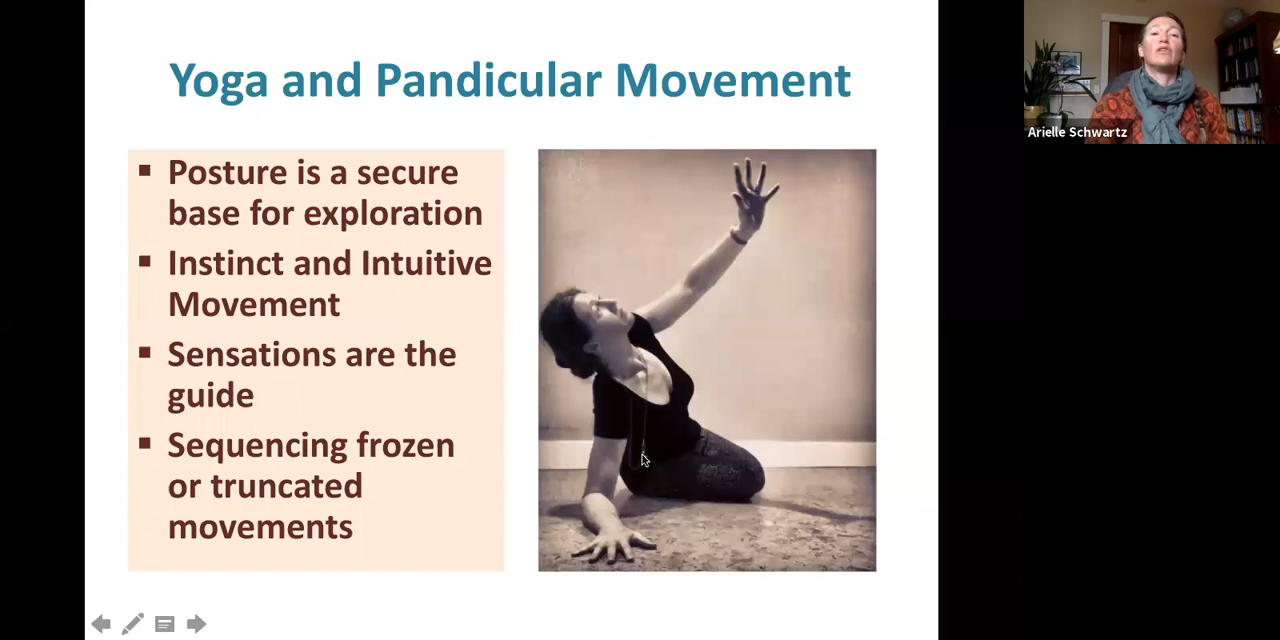 Yoga and Pandicular Movement
Arielle Schwartz
▪ Posture is a secure
base for exploration
▪ Instinct and Intuitive
Movement
▪ Sensations are the
guide
▪ Sequencing frozen
or truncated
movements